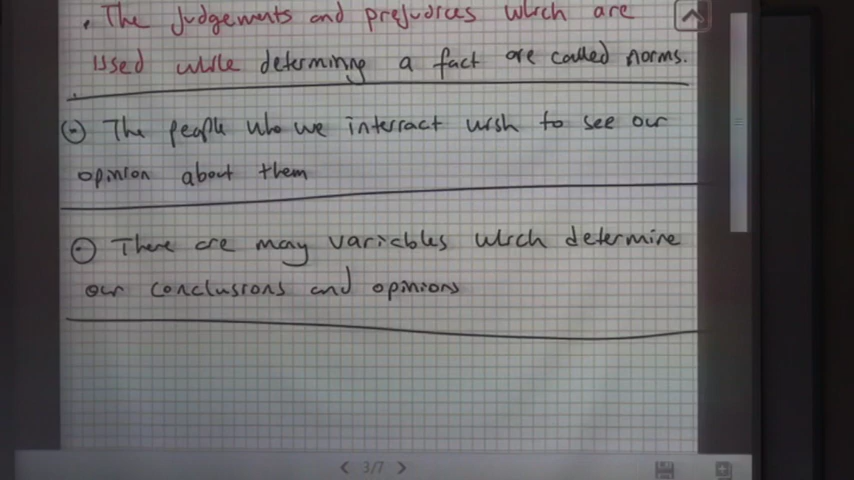 . The judgements and prejudices which are
used while determining a fact are called norms.
The people who we interract wish to see our
opinion about them
There are may variables which determine
our conclusions and opinions
< 3/7 >